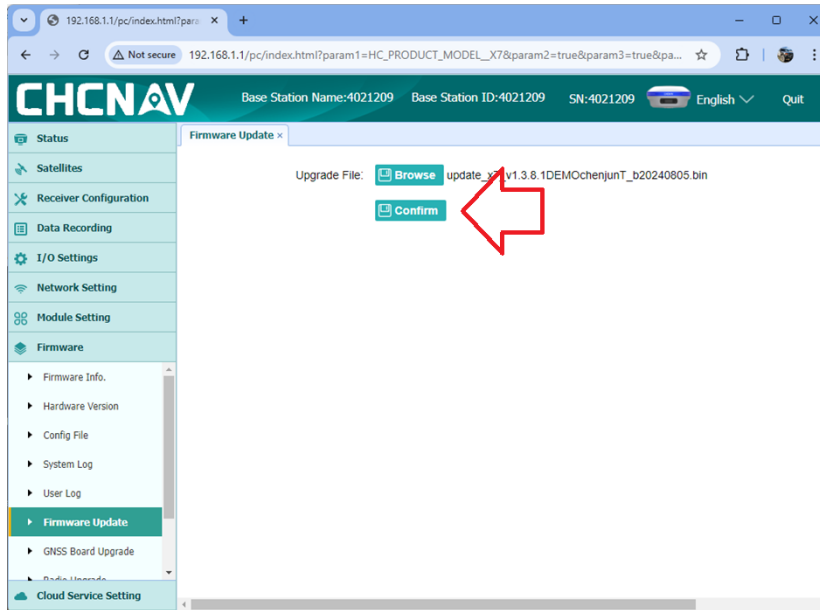 192.168.1.1/pc/index.html?para
Not secure 192.168.1.1/pc/index.html?param1=HC_PRODUCT_MODEL__X7&param2=true&param3=true&pa...
CHCNAV Base Station Name:4021209 Base Station ID:4021209 SN:4021209 English Quit
Status
Firmware Update ×
Satellites
Upgrade File: Browse update_x7_v1.3.8.1DEMOchenjunT_b20240805.bin
Receiver Configuration
Confirm
Data Recording
I/O Settings
Network Setting
Module Setting
Firmware
Firmware Info.
Hardware Version
Config File
System Log
User Log
Firmware Update
GNSS Board Upgrade
Radio Upgrade
Cloud Service Setting